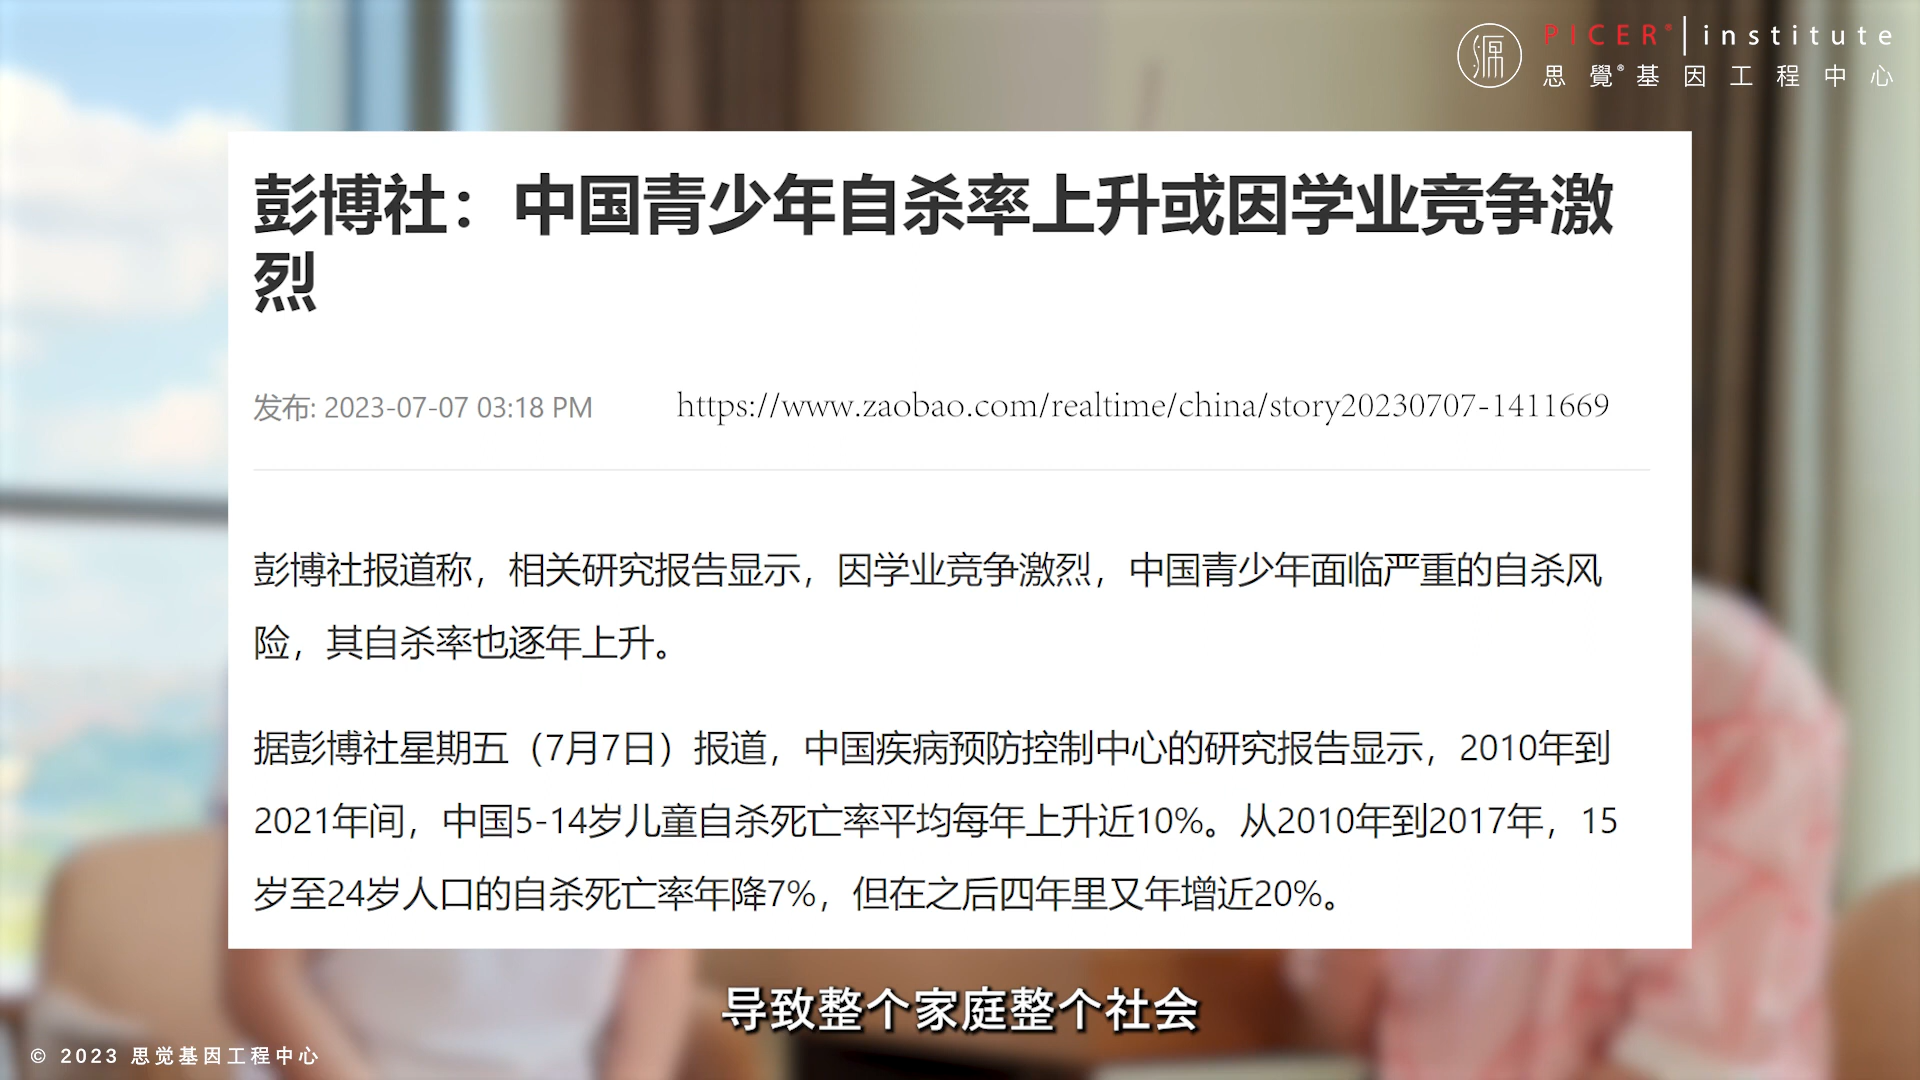 源 PICER® | institute
思覺®基因工程中心
彭博社：中国青少年自杀率上升或因学业竞争激
烈
发布: 2023-07-07 03:18 PM https://www.zaobao.com/realtime/china/story20230707-1411669
彭博社报道称，相关研究报告显示，因学业竞争激烈，中国青少年面临严重的自杀风
险，其自杀率也逐年上升。
据彭博社星期五（7月7日）报道，中国疾病预防控制中心的研究报告显示，2010年到
2021年间，中国5-14岁儿童自杀死亡率平均每年上升近10%。从2010年到2017年，15
岁至24岁人口的自杀死亡率年降7%，但在之后四年里又年增近20%。
导致整个家庭整个社会
© 2023 思觉基因工程中心